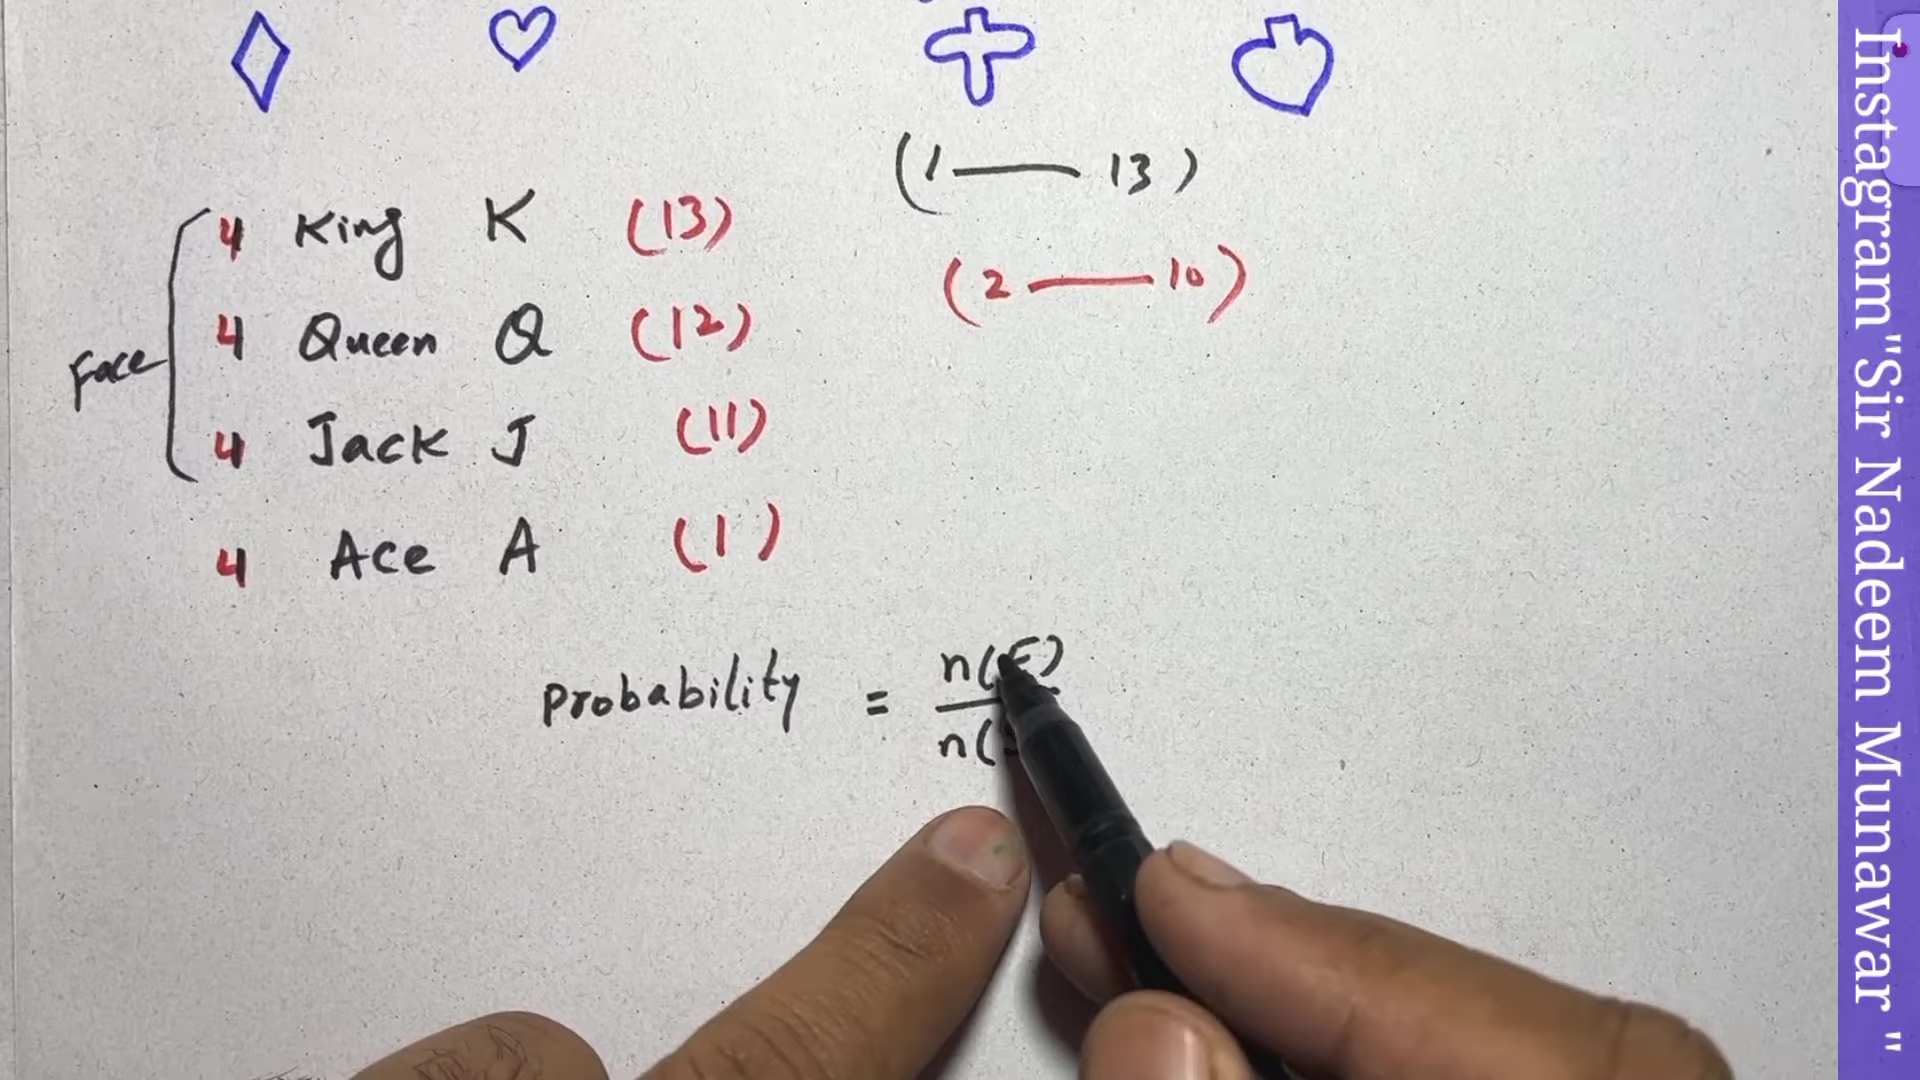 (1 — 13)
4 King K (13)
(2 — 10)
4 Queen Q (12)
Face
4 Jack J (11)
4 Ace A (1)
Probability = n(E)
n(
Instagram "Sir Nadeem Munawar"